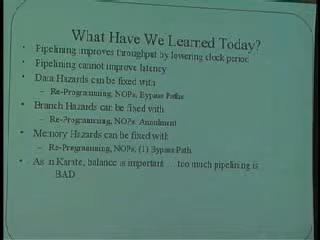 What Have We Learned Today?
Pipelining improves throughput by lowering clock period
Pipelining cannot improve latency
Data Hazards can be fixed with
– Re-Programming, NOPs, Bypass Paths
Branch Hazards can be fixed with
– Re-Programming, NOPs, Annulment
Memory Hazards can be fixed with
– Re-Programming, NOPs, (1) Bypass Path
As in Karate, balance is important … too much pipelining is
BAD